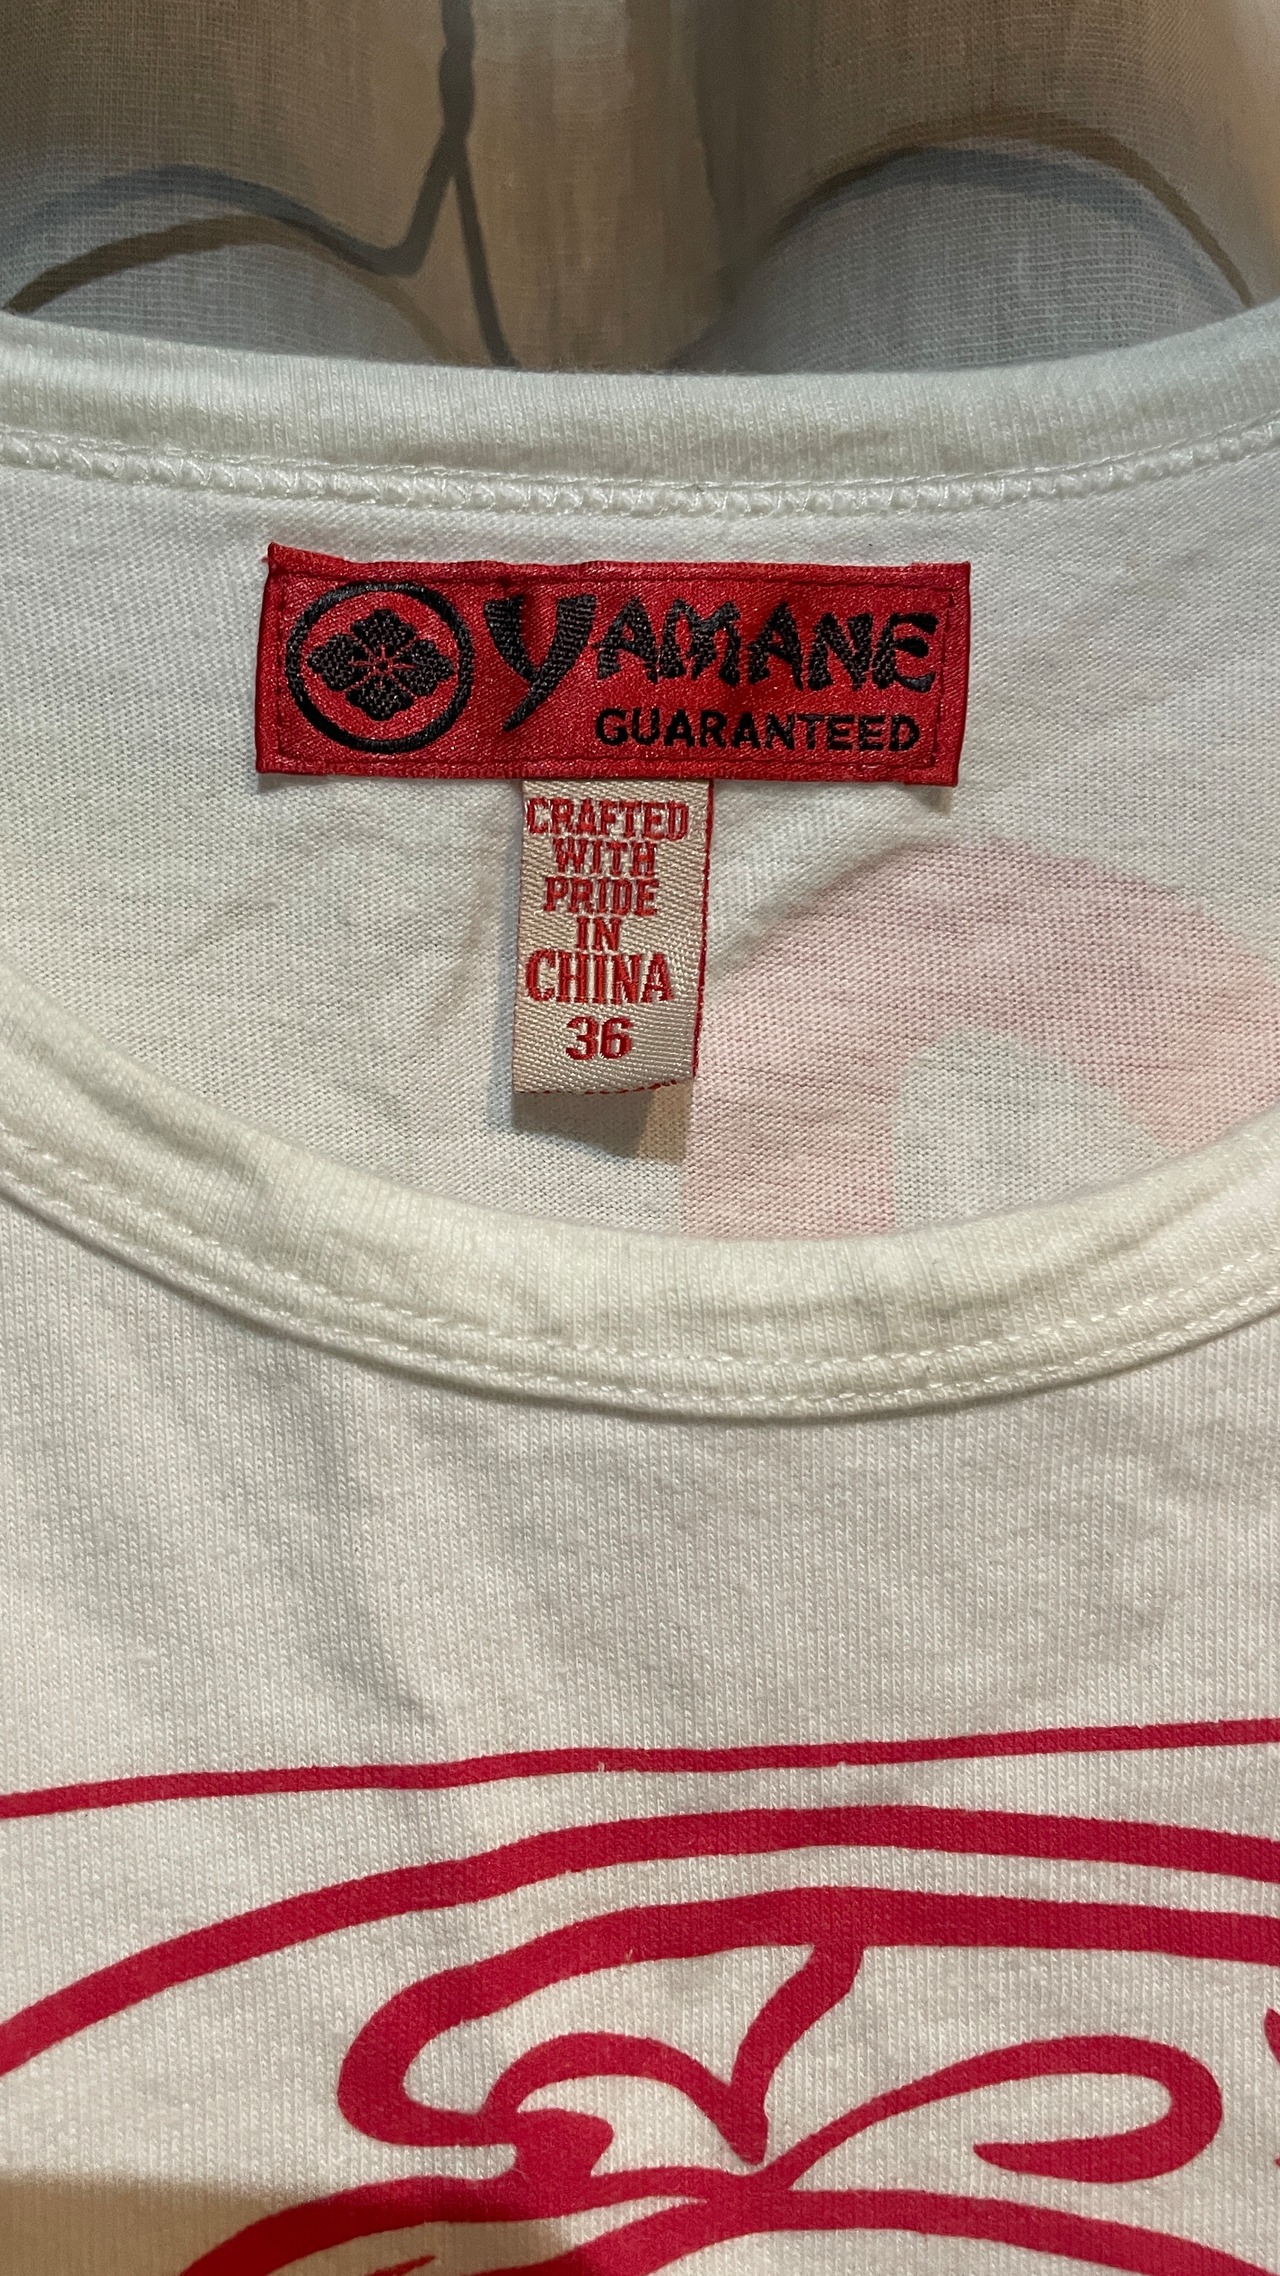 YAMANE
GUARANTEED
CRAFTED
WITH
PRIDE
IN
CHINA
36